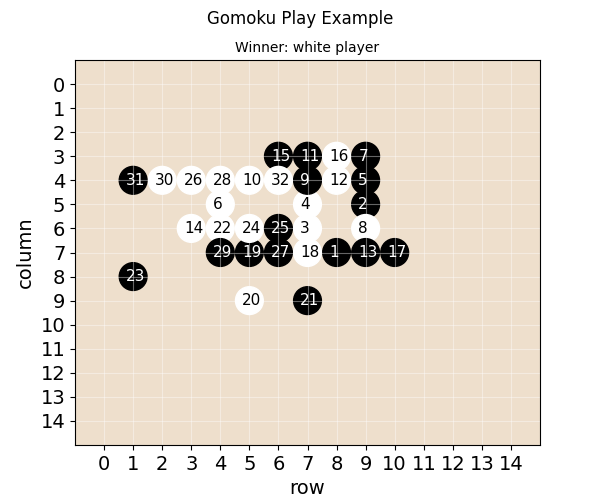 Gomoku Play Example
Winner: white player
0
1
2
3 15 11 16 7
4 31 30 26 28 10 32 9 12 5
5 6 4 2
6 14 22 24 25 3 8
7 29 19 27 18 1 13 17
8 23
9 20 21
10
11
12
13
14
column
0 1 2 3 4 5 6 7 8 9 10 11 12 13 14
row